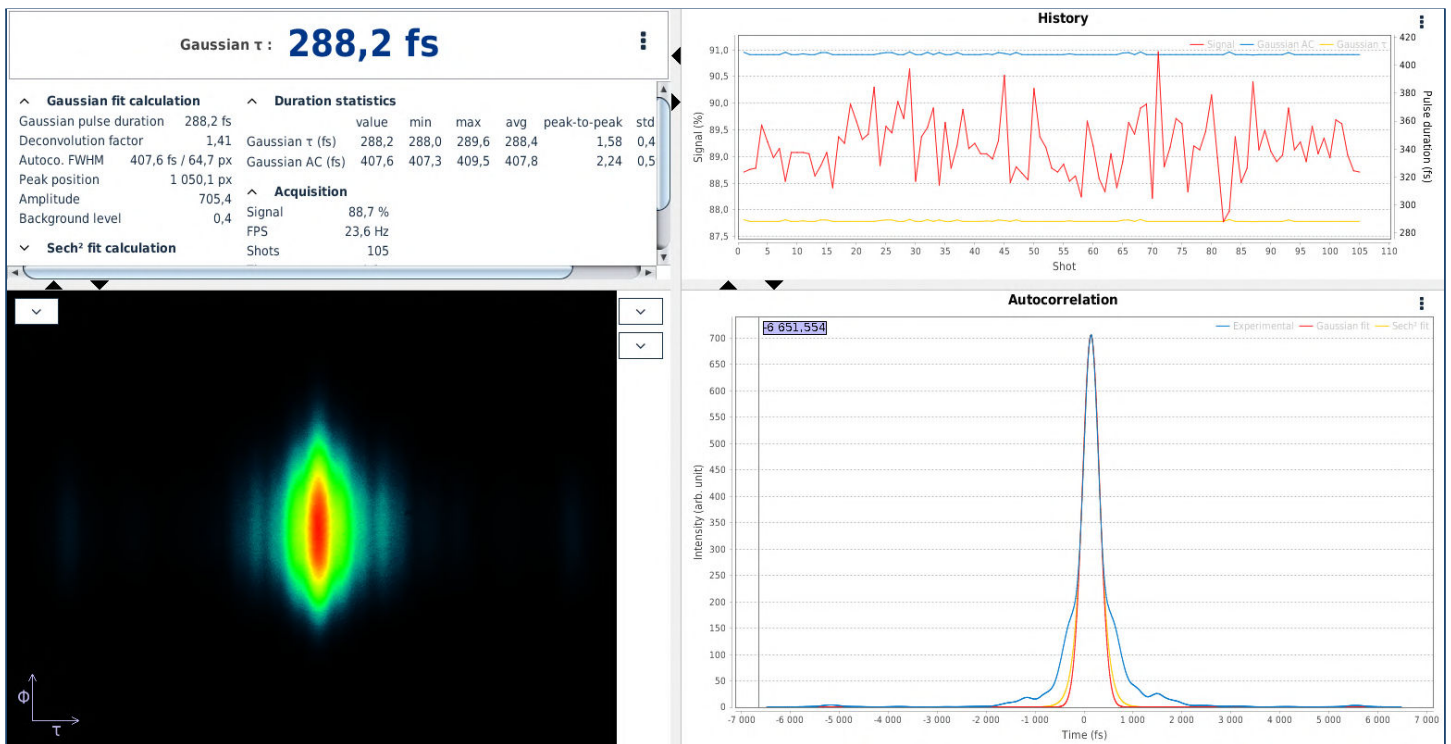 Gaussian τ : 288,2 fs
Gaussian fit calculation
Gaussian pulse duration 288,2 fs
Deconvolution factor 1,41
Autoco. FWHM 407,6 fs / 64,7 px
Peak position 1 050,1 px
Amplitude 705,4
Background level 0,4
Sech² fit calculation
Duration statistics
value min max avg peak-to-peak std
Gaussian τ (fs) 288,2 288,0 289,6 288,4 1,58 0,4
Gaussian AC (fs) 407,6 407,3 409,5 407,8 2,24 0,5
Acquisition
Signal 88,7 %
FPS 23,6 Hz
Shots 105
Φ
τ
History
Signal Gaussian AC Gaussian τ
Signal (%)
91,0
90,5
90,0
89,5
89,0
88,5
88,0
87,5
420
400
380
360
340
320
300
280
Pulse duration (fs)
0 5 10 15 20 25 30 35 40 45 50 55 60 65 70 75 80 85 90 95 100 105 110
Shot
Autocorrelation
-6 651,554
Experimental Gaussian fit Sech² fit
Intensity (arb. unit)
700
650
600
550
500
450
400
350
300
250
200
150
100
50
0
-7 000 -6 000 -5 000 -4 000 -3 000 -2 000 -1 000 0 1 000 2 000 3 000 4 000 5 000 6 000 7 000
Time (fs)